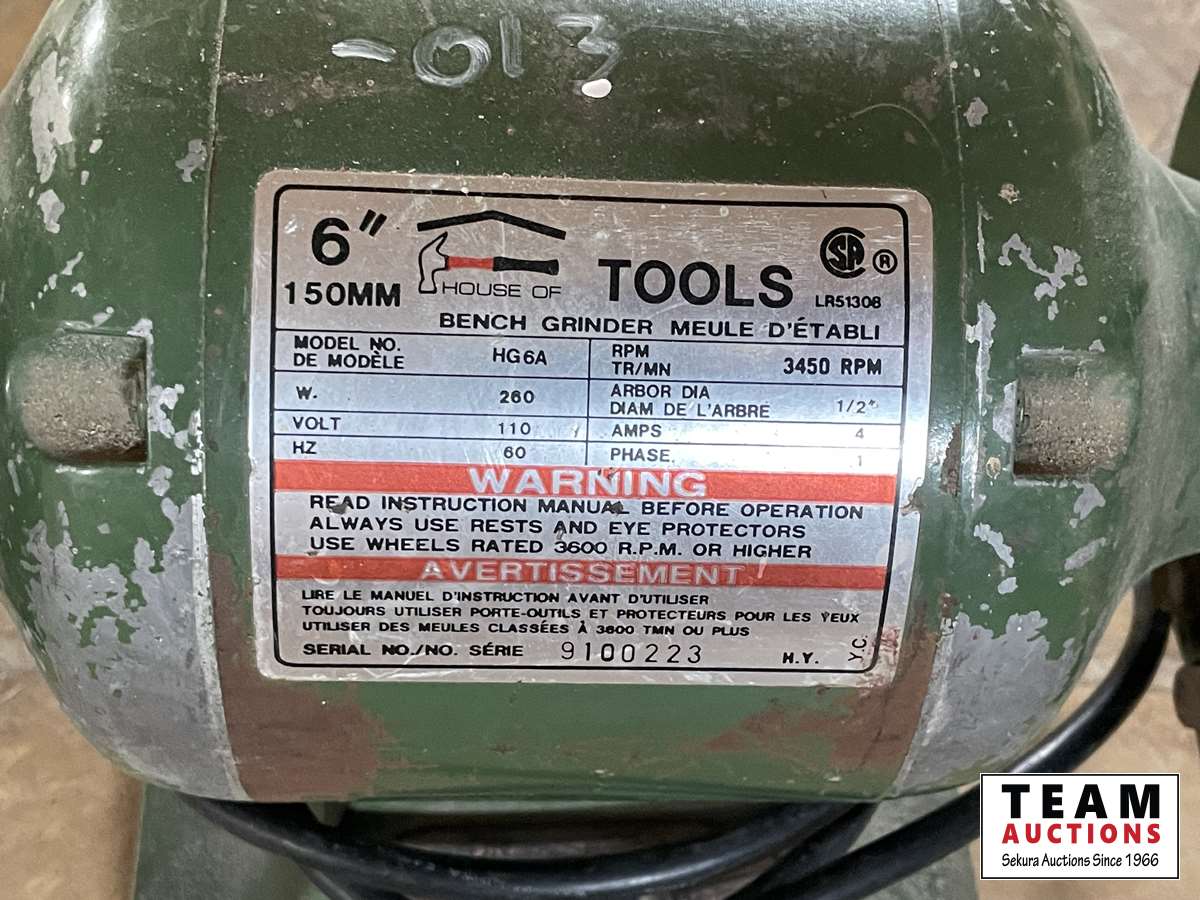 -013
6"
150MM
HOUSE OF TOOLS
SA ®
LR51308
BENCH GRINDER MEULE D'ÉTABLI
MODEL NO.
DE MODÈLE HG6A
RPM
TR/MN 3450 RPM
W. 260
ARBOR DIA
DIAM DE L'ARBRE 1/2"
VOLT 110
AMPS 4
HZ 60
PHASE. 1
WARNING
READ INSTRUCTION MANUAL BEFORE OPERATION
ALWAYS USE RESTS AND EYE PROTECTORS
USE WHEELS RATED 3600 R.P.M. OR HIGHER
AVERTISSEMENT
LIRE LE MANUEL D'INSTRUCTION AVANT D'UTILISER
TOUJOURS UTILISER PORTE-OUTILS ET PROTECTEURS POUR LES YEUX
UTILISER DES MEULES CLASSÉES À 3600 TMN OU PLUS
SERIAL NO./NO. SÉRIE 9100223 H.Y. Y.C.
TEAM
AUCTIONS
Sekura Auctions Since 1966